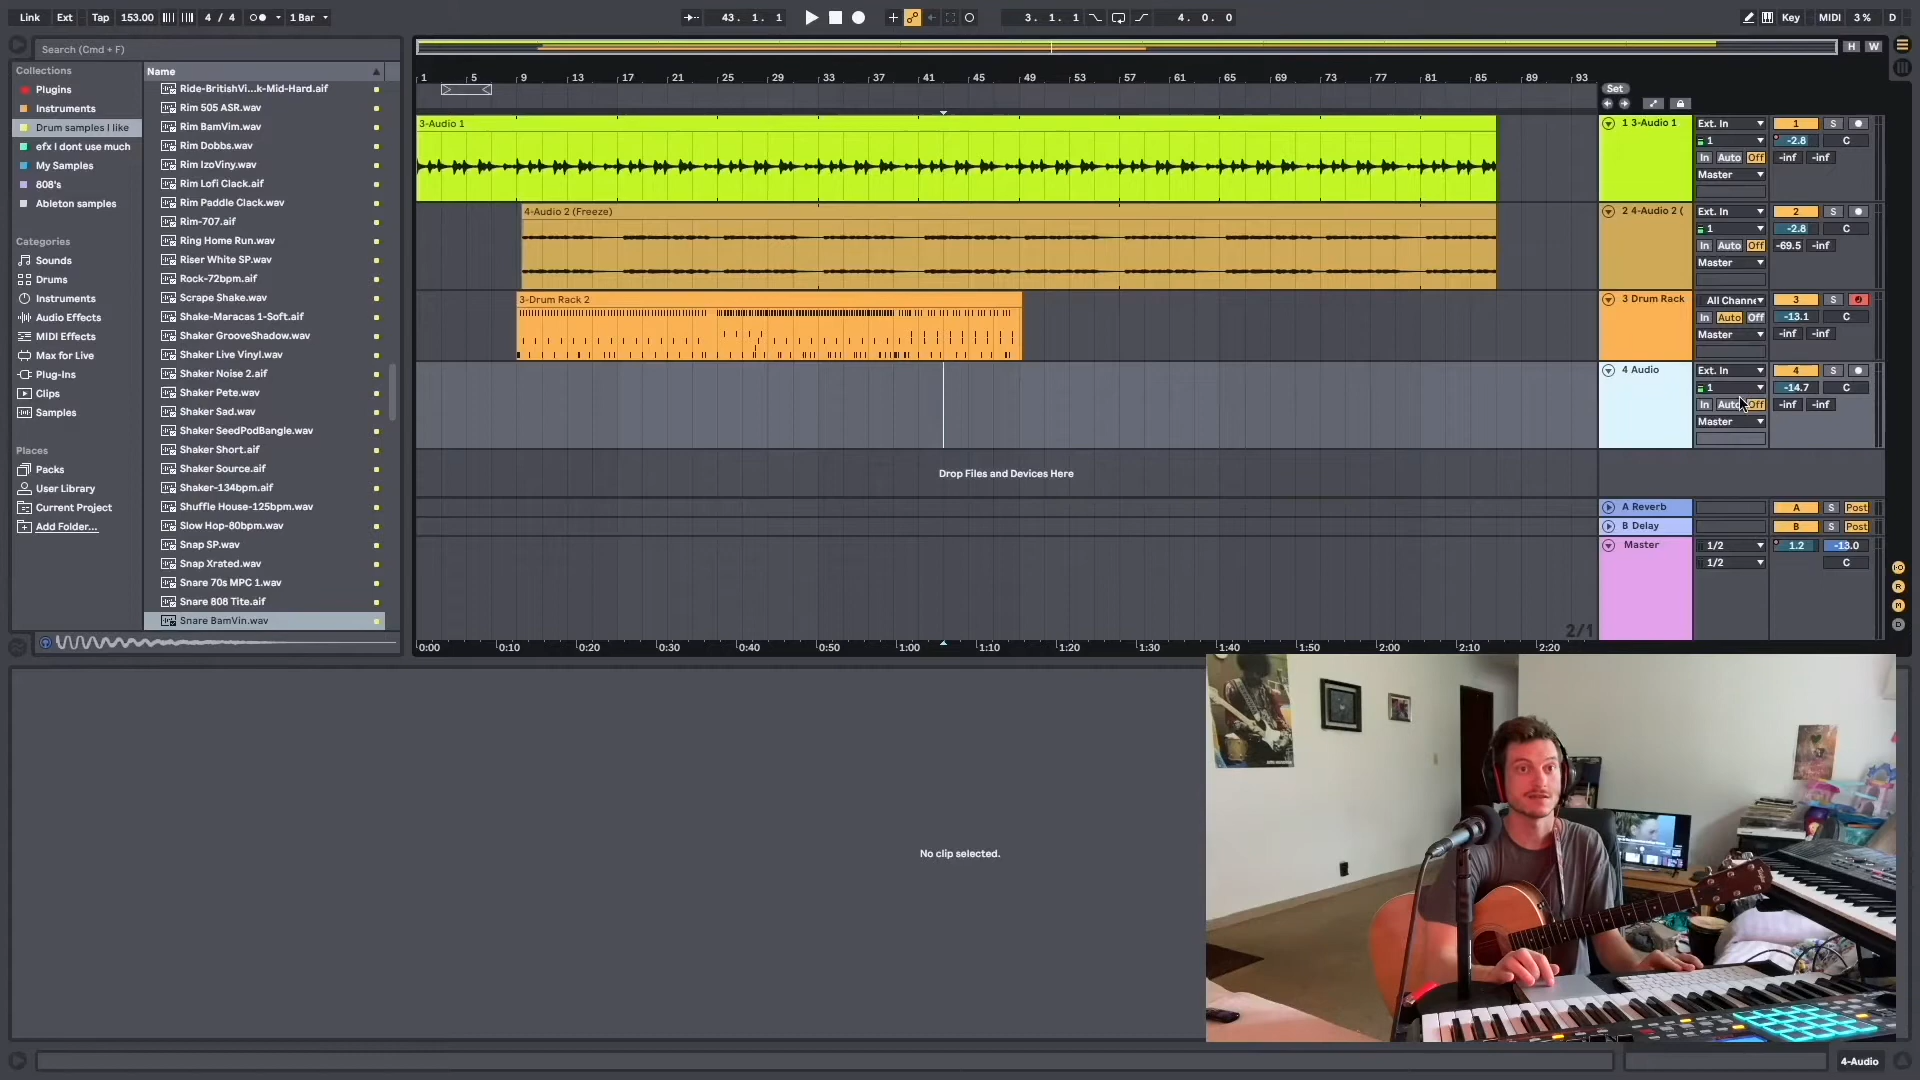 Link Ext Tap 153.00 4 / 4 1 Bar 43. 1. 1 3. 1. 1 4. 0. 0 Key MIDI 3 % D
Search (Cmd + F)
H W
Collections
Plugins
Instruments
Drum samples I like
efx I dont use much
My Samples
808's
Ableton samples
Categories
Sounds
Drums
Instruments
Audio Effects
MIDI Effects
Max for Live
Plug-Ins
Clips
Samples
Places
Packs
User Library
Current Project
Add Folder...
Name
Ride-BritishVi...k-Mid-Hard.aif
Rim 505 ASR.wav
Rim BamVim.wav
Rim Dobbs.wav
Rim IzoViny.wav
Rim Lofi Clack.aif
Rim Paddle Clack.wav
Rim-707.aif
Ring Home Run.wav
Riser White SP.wav
Rock-72bpm.aif
Scrape Shake.wav
Shake-Maracas 1-Soft.aif
Shaker GrooveShadow.wav
Shaker Live Vinyl.wav
Shaker Noise 2.aif
Shaker Pete.wav
Shaker Sad.wav
Shaker SeedPodBangle.wav
Shaker Short.aif
Shaker Source.aif
Shaker-134bpm.aif
Shuffle House-125bpm.wav
Slow Hop-80bpm.wav
Snap SP.wav
Snap Xrated.wav
Snare 70s MPC 1.wav
Snare 808 Tite.aif
Snare BamVin.wav
1 5 9 13 17 21 25 29 33 37 41 45 49 53 57 61 65 69 73 77 81 85 89 93
Set
3-Audio 1
1 3-Audio 1 Ext. In 1 S
1 -2.8 C
In Auto Off -inf -inf
Master
4-Audio 2 (Freeze)
2 4-Audio 2 ( Ext. In 2 S
1 -2.8 C
In Auto Off -69.5 -inf
Master
3-Drum Rack 2
3 Drum Rack All Channe 3 S
In Auto Off -13.1 C
Master -inf -inf
4 Audio Ext. In 4 S
1 -14.7 C
In Auto Off -inf -inf
Master
Drop Files and Devices Here
A Reverb A S Post
B Delay B S Post
Master 1/2 1.2 -13.0
1/2 C
2/1
0:00 0:10 0:20 0:30 0:40 0:50 1:00 1:10 1:20 1:30 1:40 1:50 2:00 2:10 2:20
No clip selected.
4-Audio